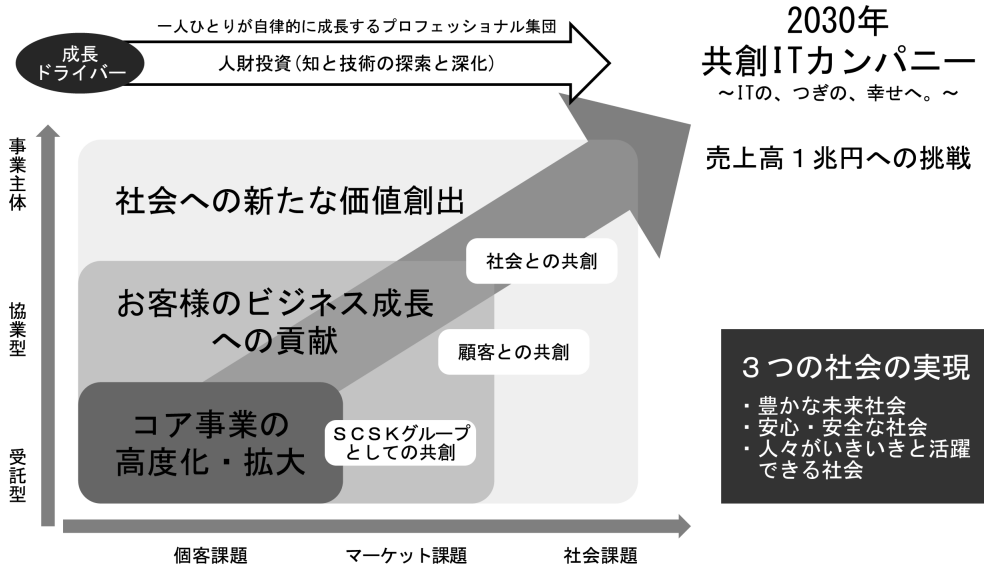 一人ひとりが自律的に成長するプロフェッショナル集団
成長
ドライバー
人財投資(知と技術の探索と深化)
2030年
共創ITカンパニー
～ITの、つぎの、幸せへ。～
売上高１兆円への挑戦
事業主体
協業型
受託型
社会への新たな価値創出
社会との共創
お客様のビジネス成長
への貢献
顧客との共創
コア事業の
高度化・拡大
ＳＣＳＫグループ
としての共創
個客課題
マーケット課題
社会課題
３つの社会の実現
・豊かな未来社会
・安心・安全な社会
・人々がいきいきと活躍
できる社会